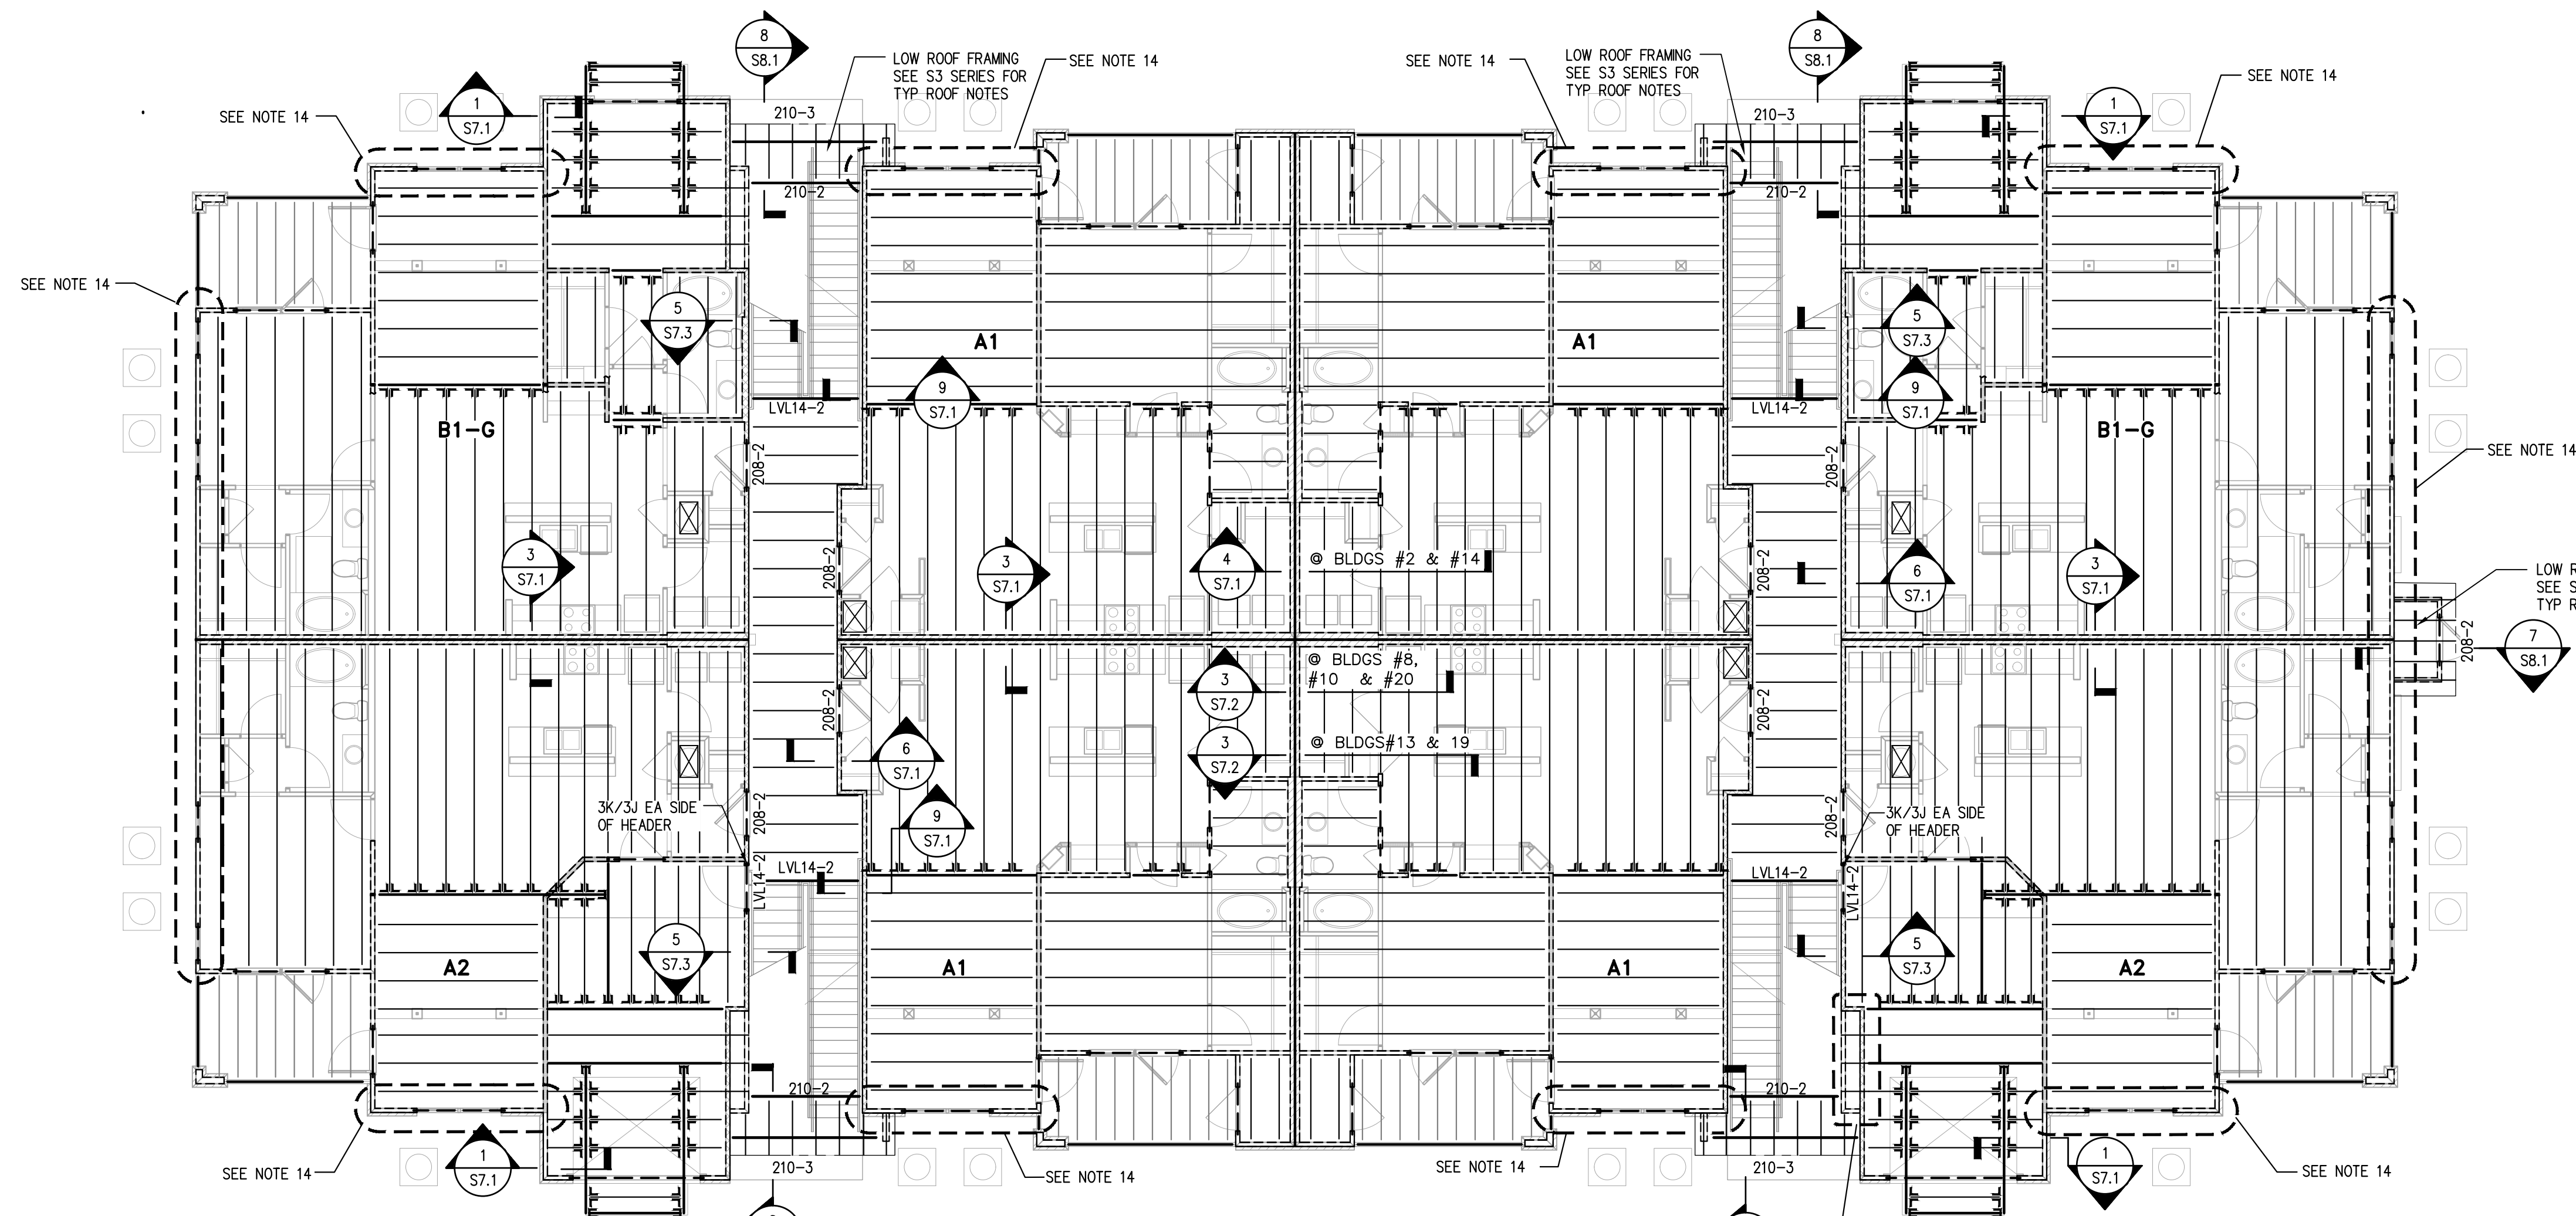 8
S8.1
LOW ROOF FRAMING
SEE S3 SERIES FOR
TYP ROOF NOTES
SEE NOTE 14
SEE NOTE 14
LOW ROOF FRAMING
SEE S3 SERIES FOR
TYP ROOF NOTES
8
S8.1
SEE NOTE 14
SEE NOTE 14
1
S7.1
210-3
210-3
1
S7.1
210-2
210-2
SEE NOTE 14
5
S7.3
A1
A1
5
S7.3
9
S7.1
9
S7.1
LVL14-2
LVL14-2
B1-G
B1-G
SEE NOTE 14
208-2
208-2
3
S7.1
208-2
3
S7.1
4
S7.1
@ BLDGS #2 & #14
208-2
6
S7.1
3
S7.1
LOW R
SEE S
TYP R
208-2
7
S8.1
@ BLDGS #8,
#10 & #20
3
S7.2
208-2
208-2
6
S7.1
3
S7.2
@ BLDGS#13 & 19
3K/3J EA SIDE
OF HEADER
208-2
9
S7.1
208-2
3K/3J EA SIDE
OF HEADER
LVL14-2
LVL14-2
LVL14-2
LVL14-2
A2
5
S7.3
A1
A1
5
S7.3
A2
210-2
210-2
SEE NOTE 14
1
S7.1
210-3
SEE NOTE 14
SEE NOTE 14
210-3
1
S7.1
SEE NOTE 14